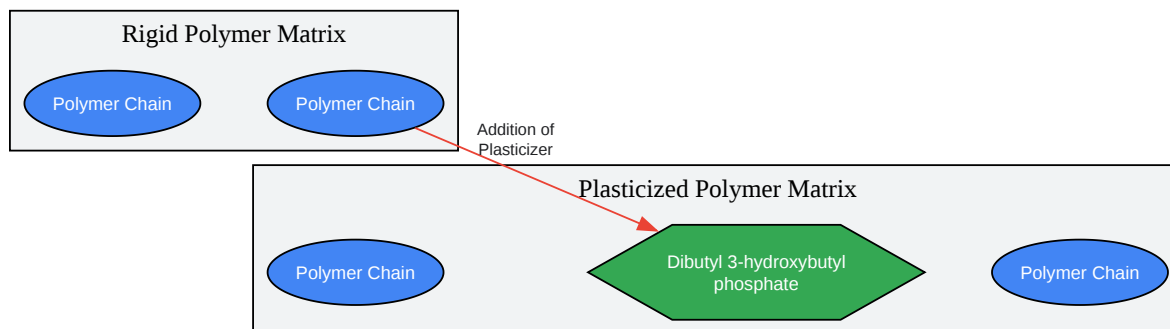 Rigid Polymer Matrix
Polymer Chain
Polymer Chain
Addition of
Plasticizer
Plasticized Polymer Matrix
Polymer Chain
Dibutyl 3-hydroxybutyl
phosphate
Polymer Chain